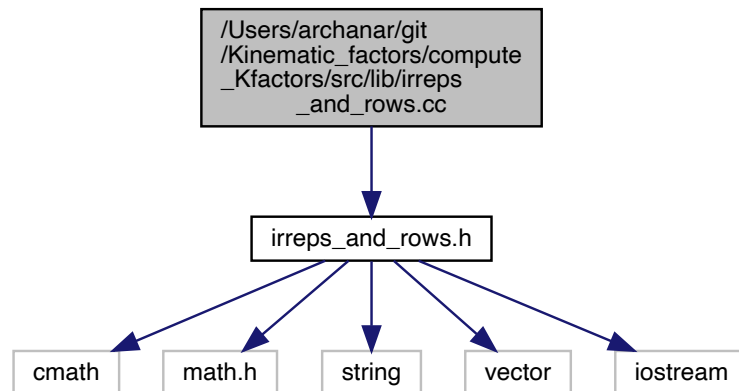 /Users/archanar/git
/Kinematic_factors/compute
_Kfactors/src/lib/irreps
_and_rows.cc
irreps_and_rows.h
cmath
math.h
string
vector
iostream